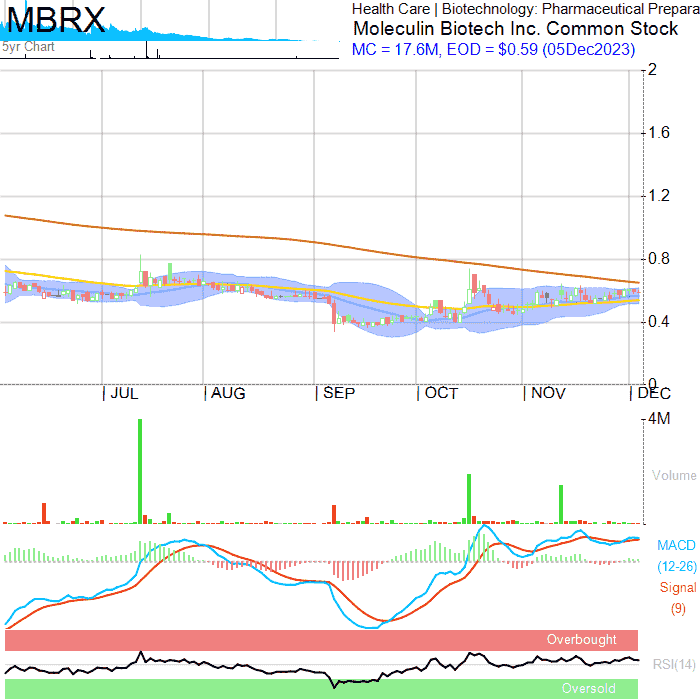 MBRX
5yr Chart
Health Care | Biotechnology: Pharmaceutical Prepara
Moleculin Biotech Inc. Common Stock
MC = 17.6M, EOD = $0.59 (05Dec2023)
2
1.6
1.2
0.8
0.4
0
| JUL | AUG | SEP | OCT | NOV | DEC
4M
Volume
MACD
(12-26)
Signal
(9)
Overbought
RSI(14)
Oversold